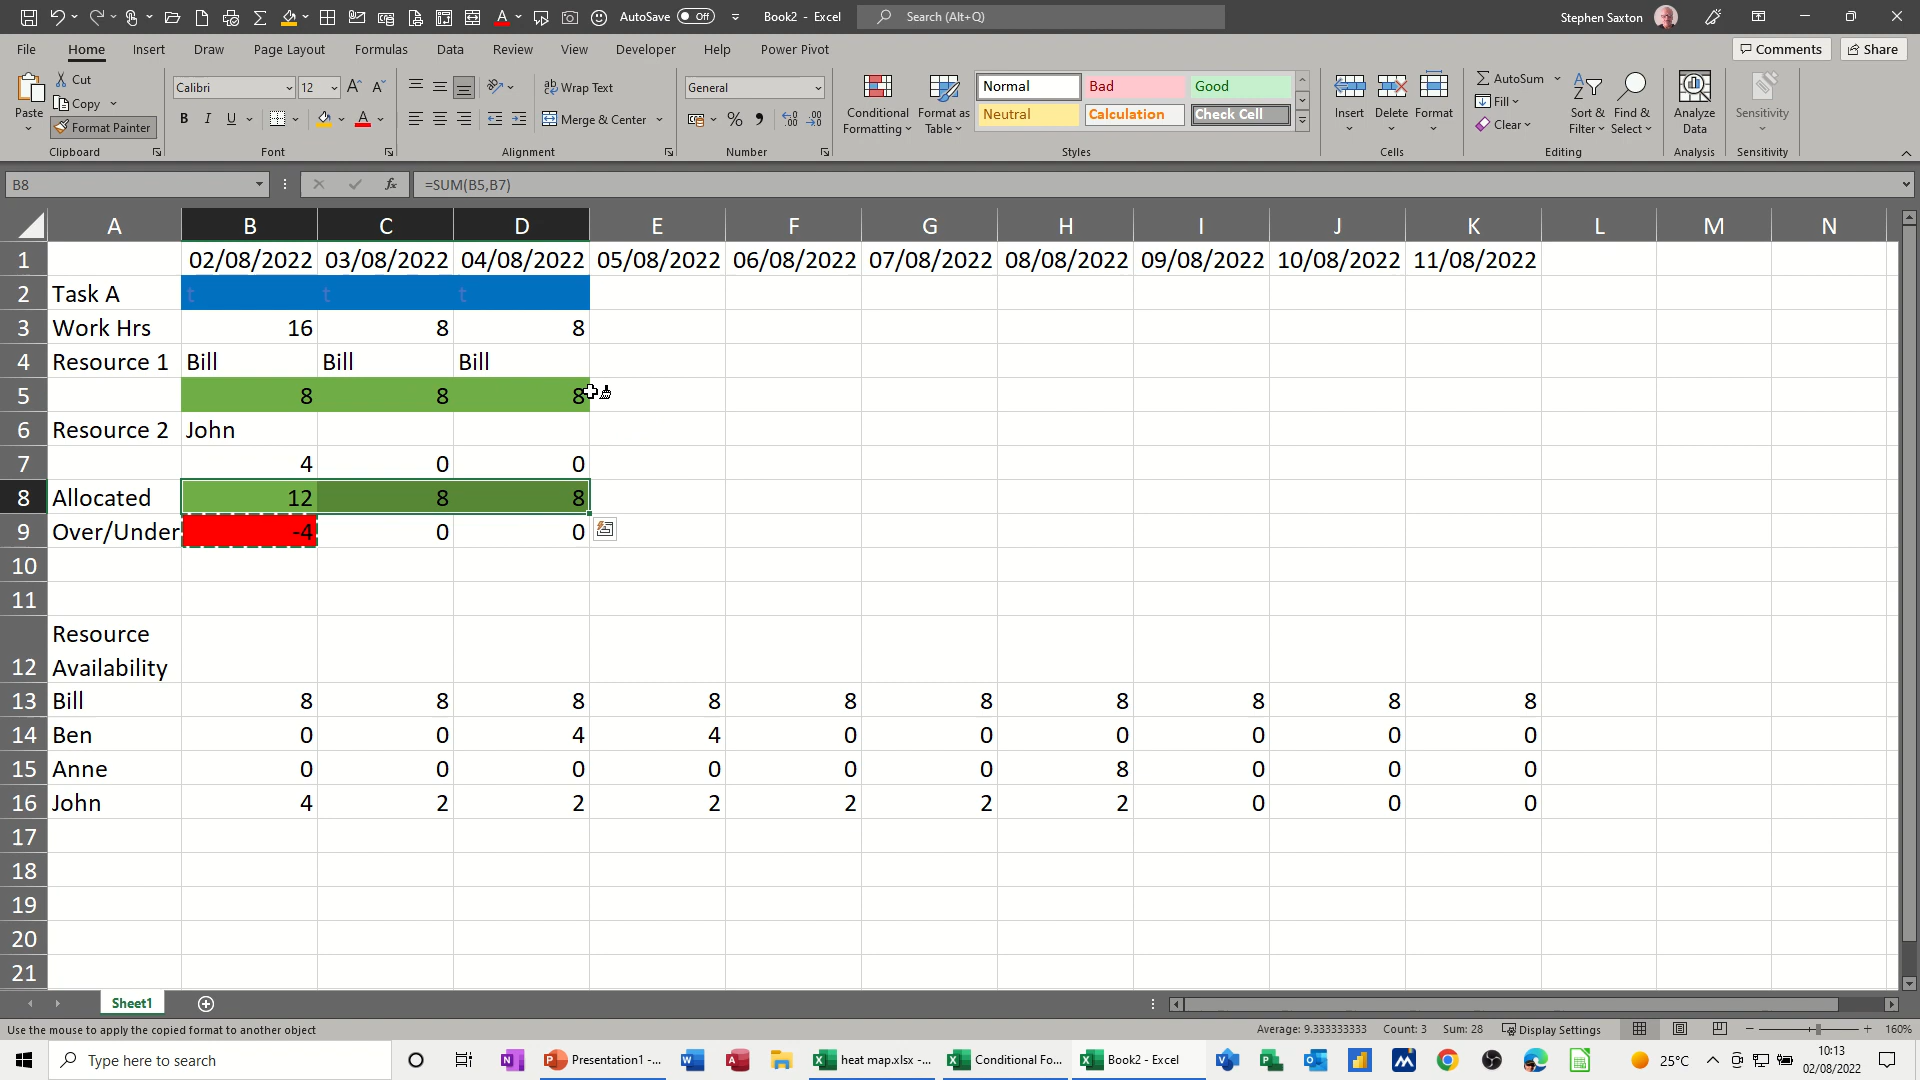 AutoSave Off Book2 - Excel Search (Alt+Q) Stephen Saxton
File Home Insert Draw Page Layout Formulas Data Review View Developer Help Power Pivot Comments Share
Paste Cut Copy Format Painter Clipboard
Calibri 12 B I U A A A Font
Wrap Text Merge & Center Alignment
General % Number
Conditional Formatting Format as Table Normal Bad Good Neutral Calculation Check Cell Styles
Insert Delete Format Cells
AutoSum Fill Clear Sort & Filter Find & Select Editing
Analyze Data Analysis Sensitivity Sensitivity
B8 fx =SUM(B5,B7)
A B C D E F G H I J K L M N
1 02/08/2022 03/08/2022 04/08/2022 05/08/2022 06/08/2022 07/08/2022 08/08/2022 09/08/2022 10/08/2022 11/08/2022
2 Task A t t t
3 Work Hrs 16 8 8
4 Resource 1 Bill Bill Bill
5 8 8 8
6 Resource 2 John
7 4 0 0
8 Allocated 12 8 8
9 Over/Under -4 0 0
10
11
Resource
12 Availability
13 Bill 8 8 8 8 8 8 8 8 8 8
14 Ben 0 0 4 4 0 0 0 0 0 0
15 Anne 0 0 0 0 0 0 8 0 0 0
16 John 4 2 2 2 2 2 2 0 0 0
17
18
19
20
21
Sheet1
Use the mouse to apply the copied format to another object Average: 9.333333333 Count: 3 Sum: 28 Display Settings 160%
Type here to search Presentation1 -... heat map.xlsx -... Conditional Fo... Book2 - Excel 25°C 10:13
02/08/2022